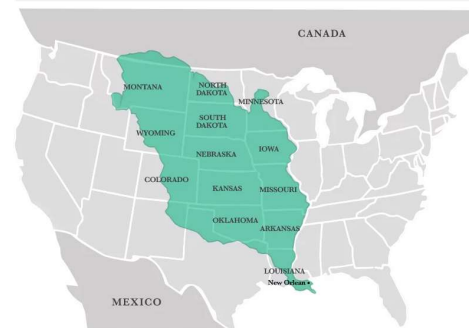 CANADA
MONTANA
NORTH
DAKOTA
MINNESOTA
SOUTH
DAKOTA
WYOMING
IOWA
NEBRASKA
COLORADO
KANSAS
MISSOURI
OKLAHOMA
ARKANSAS
LOUISIANA
New Orlean
MEXICO